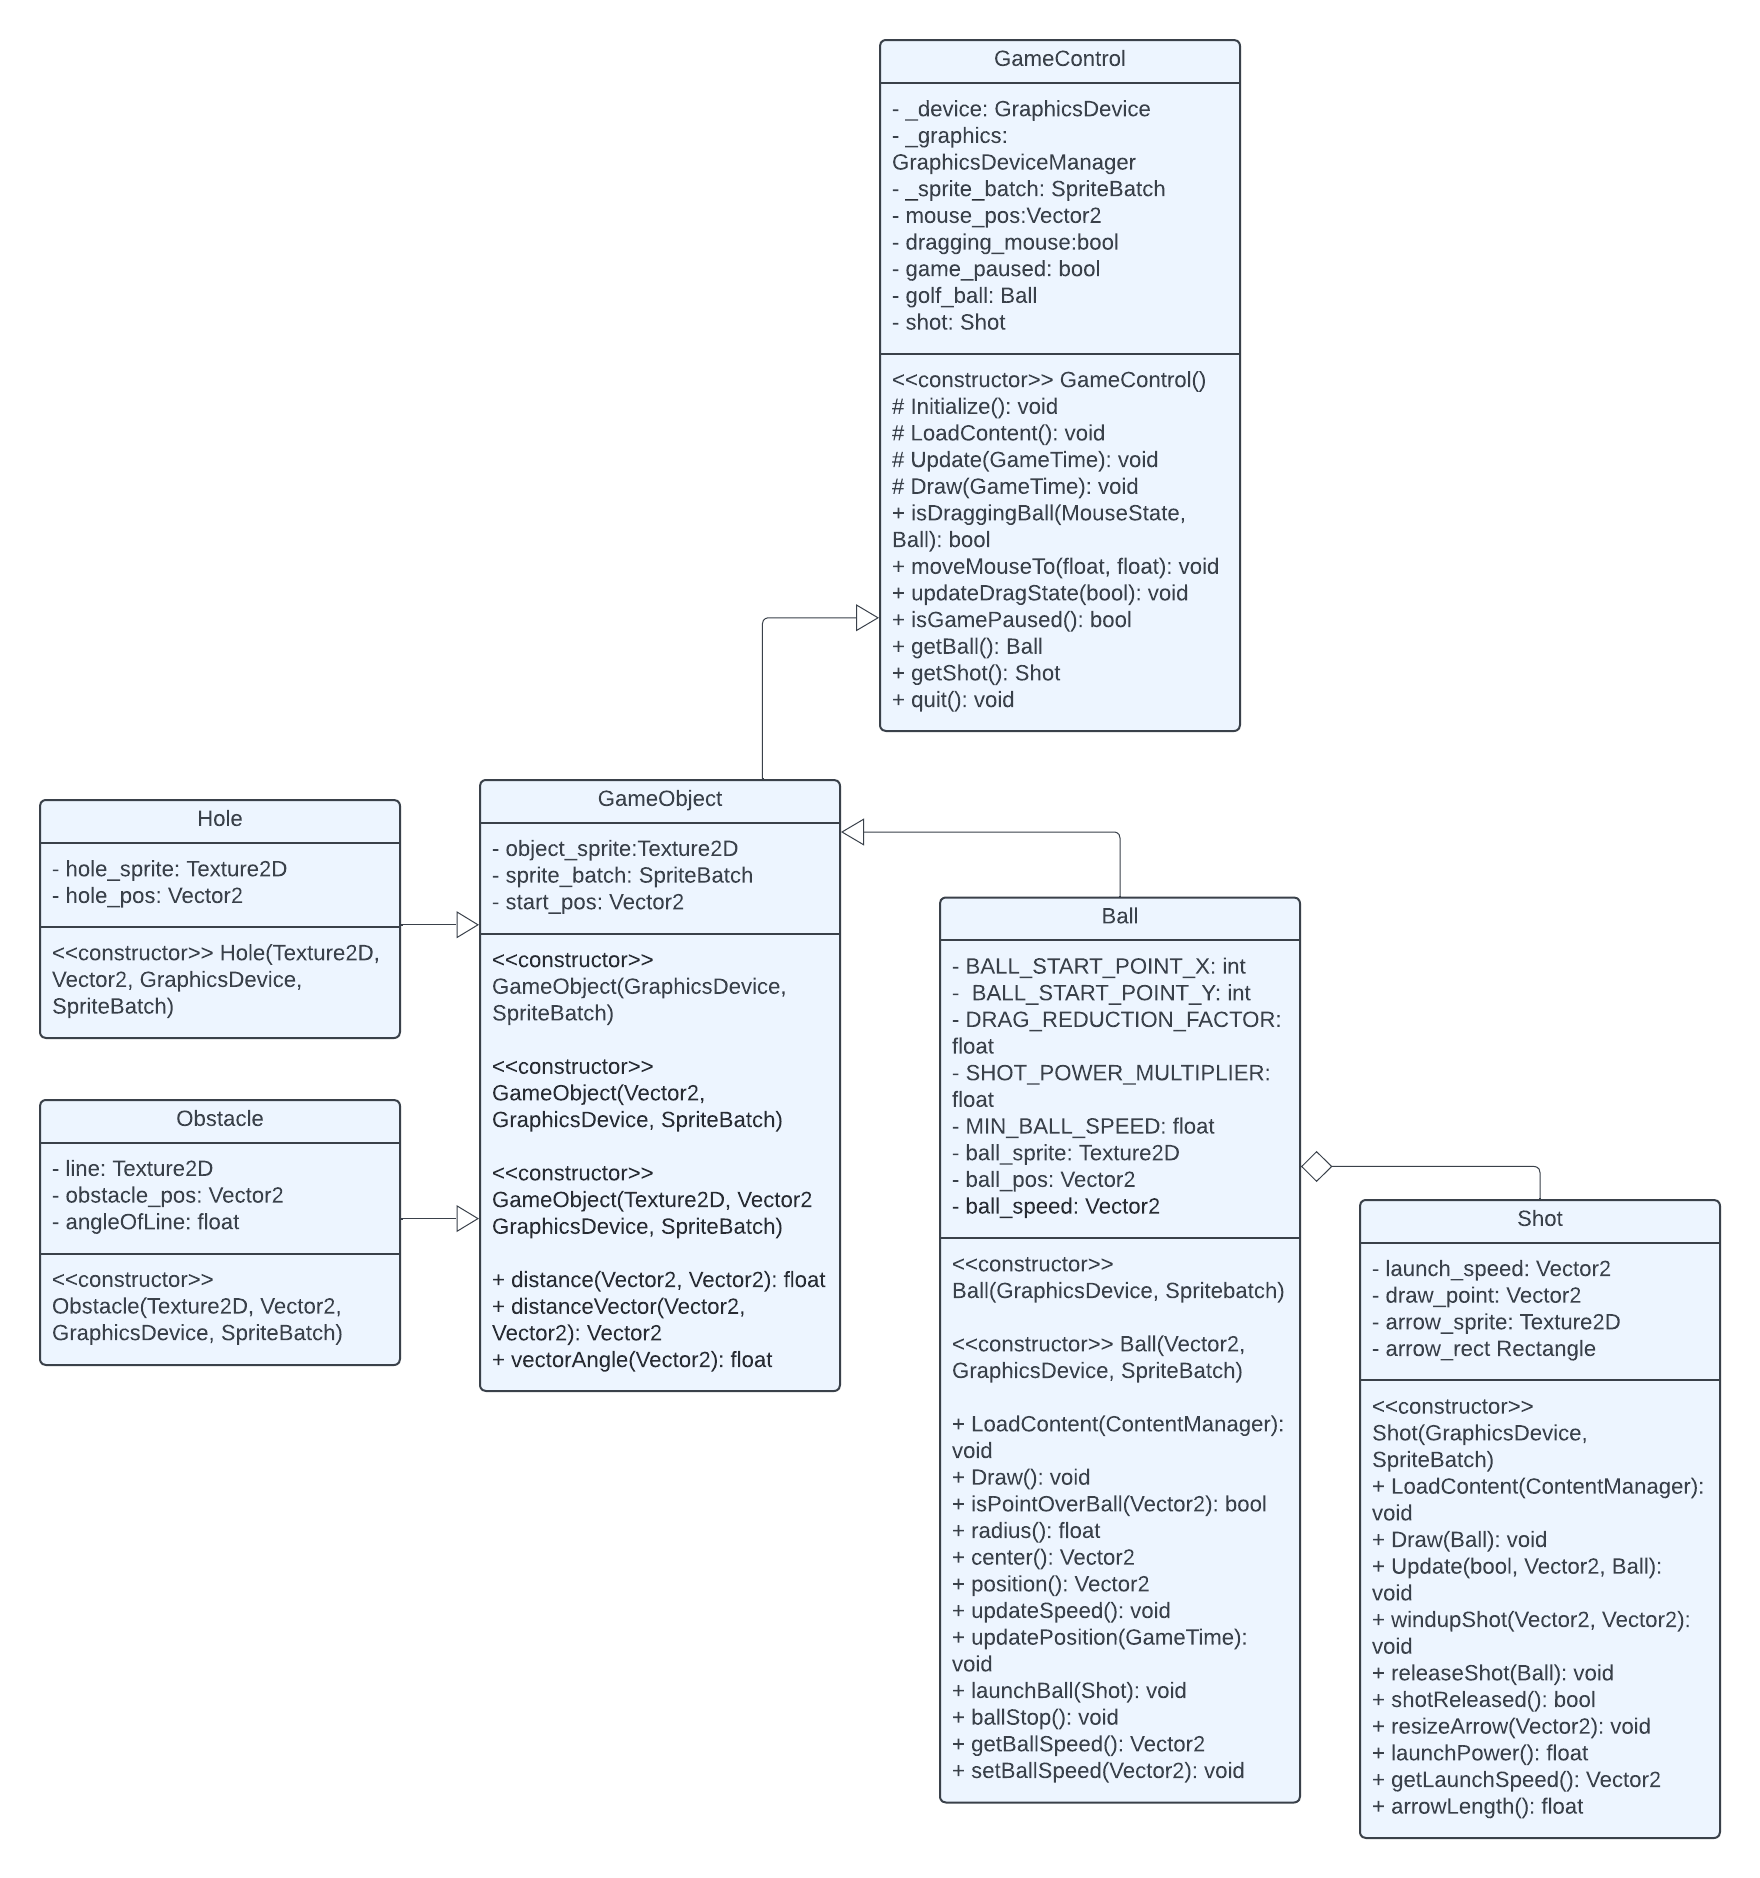 GameControl
- _device: GraphicsDevice
- _graphics:
GraphicsDeviceManager
- _sprite_batch: SpriteBatch
- mouse_pos:Vector2
- dragging_mouse:bool
- game_paused: bool
- golf_ball: Ball
- shot: Shot
<<constructor>> GameControl()
# Initialize(): void
# LoadContent(): void
# Update(GameTime): void
# Draw(GameTime): void
+ isDraggingBall(MouseState,
Ball): bool
+ moveMouseTo(float, float): void
+ updateDragState(bool): void
+ isGamePaused(): bool
+ getBall(): Ball
+ getShot(): Shot
+ quit(): void
Hole
- hole_sprite: Texture2D
- hole_pos: Vector2
<<constructor>> Hole(Texture2D,
Vector2, GraphicsDevice,
SpriteBatch)
Obstacle
- line: Texture2D
- obstacle_pos: Vector2
- angleOfLine: float
<<constructor>>
Obstacle(Texture2D, Vector2,
GraphicsDevice, SpriteBatch)
GameObject
- object_sprite:Texture2D
- sprite_batch: SpriteBatch
- start_pos: Vector2
<<constructor>>
GameObject(GraphicsDevice,
SpriteBatch)
<<constructor>>
GameObject(Vector2,
GraphicsDevice, SpriteBatch)
<<constructor>>
GameObject(Texture2D, Vector2
GraphicsDevice, SpriteBatch)
+ distance(Vector2, Vector2): float
+ distanceVector(Vector2,
Vector2): Vector2
+ vectorAngle(Vector2): float
Ball
- BALL_START_POINT_X: int
-  BALL_START_POINT_Y: int
- DRAG_REDUCTION_FACTOR:
float
- SHOT_POWER_MULTIPLIER:
float
- MIN_BALL_SPEED: float
- ball_sprite: Texture2D
- ball_pos: Vector2
- ball_speed: Vector2
<<constructor>>
Ball(GraphicsDevice, Spritebatch)
<<constructor>> Ball(Vector2,
GraphicsDevice, SpriteBatch)
+ LoadContent(ContentManager):
void
+ Draw(): void
+ isPointOverBall(Vector2): bool
+ radius(): float
+ center(): Vector2
+ position(): Vector2
+ updateSpeed(): void
+ updatePosition(GameTime):
void
+ launchBall(Shot): void
+ ballStop(): void
+ getBallSpeed(): Vector2
+ setBallSpeed(Vector2): void
Shot
- launch_speed: Vector2
- draw_point: Vector2
- arrow_sprite: Texture2D
- arrow_rect Rectangle
<<constructor>>
Shot(GraphicsDevice,
SpriteBatch)
+ LoadContent(ContentManager):
void
+ Draw(Ball): void
+ Update(bool, Vector2, Ball):
void
+ windupShot(Vector2, Vector2):
void
+ releaseShot(Ball): void
+ shotReleased(): bool
+ resizeArrow(Vector2): void
+ launchPower(): float
+ getLaunchSpeed(): Vector2
+ arrowLength(): float